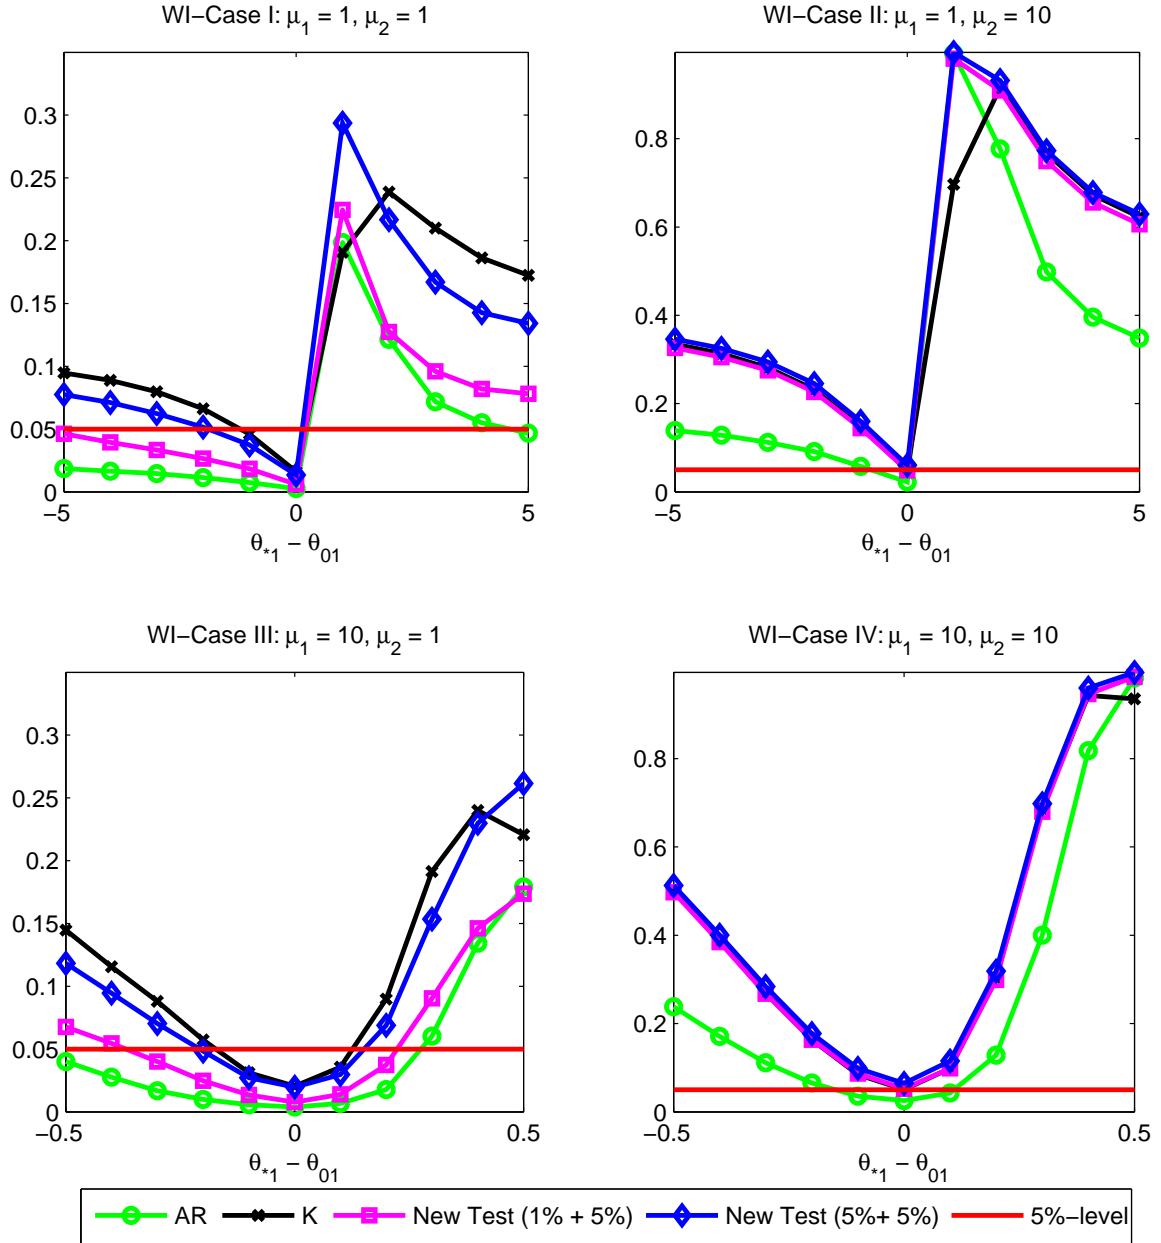 WI−Case I: μ1 = 1, μ2 = 1
0.3
0.25
0.2
0.15
0.1
0.05
0
−5
0
5
θ*1 − θ01
WI−Case II: μ1 = 1, μ2 = 10
0.8
0.6
0.4
0.2
0
−5
0
5
θ*1 − θ01
WI−Case III: μ1 = 10, μ2 = 1
0.3
0.25
0.2
0.15
0.1
0.05
0
−0.5
0
0.5
θ*1 − θ01
WI−Case IV: μ1 = 10, μ2 = 10
0.8
0.6
0.4
0.2
0
−0.5
0
0.5
θ*1 − θ01
AR
K
New Test (1% + 5%)
New Test (5%+ 5%)
5%−level